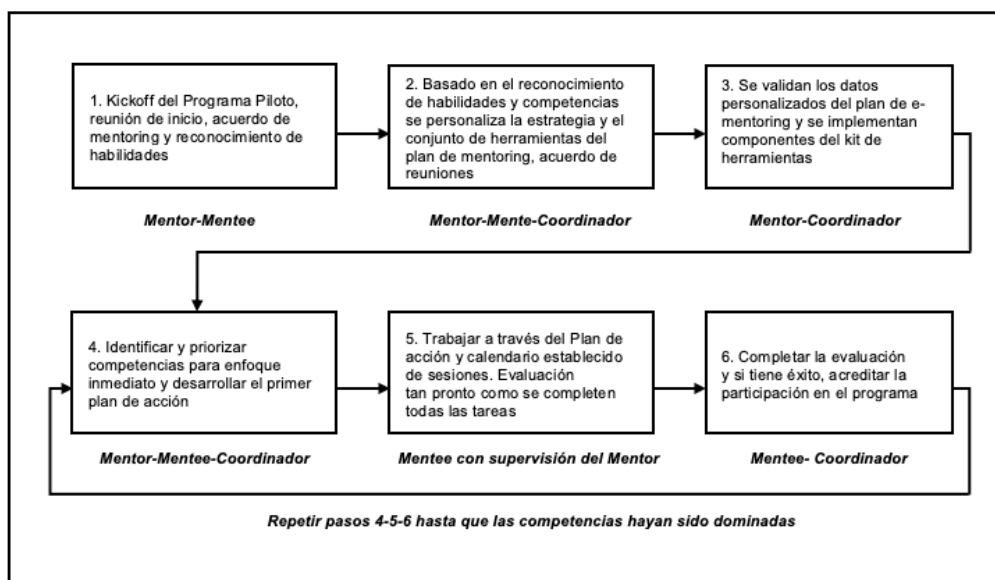 1. Kickoff del Programa Piloto,
reunión de inicio, acuerdo de
mentoring y reconocimiento de
habilidades
Mentor-Mentee
2. Basado en el reconocimiento
de habilidades y competencias
se personaliza la estrategia y el
conjunto de herramientas del
plan de mentoring, acuerdo de
reuniones
Mentor-Mente-Coordinador
3. Se validan los datos
personalizados del plan de e-
mentoring y se implementan
componentes del kit de
herramientas
Mentor-Coordinador
4. Identificar y priorizar
competencias para enfoque
inmediato y desarrollar el primer
plan de acción
Mentor-Mentee-Coordinador
5. Trabajar a través del Plan de
acción y calendario establecido
de sesiones. Evaluación
tan pronto como se completen
todas las tareas
Mentee con supervisión del Mentor
6. Completar la evaluación
y si tiene éxito, acreditar la
participación en el programa
Mentee- Coordinador
Repetir pasos 4-5-6 hasta que las competencias hayan sido dominadas